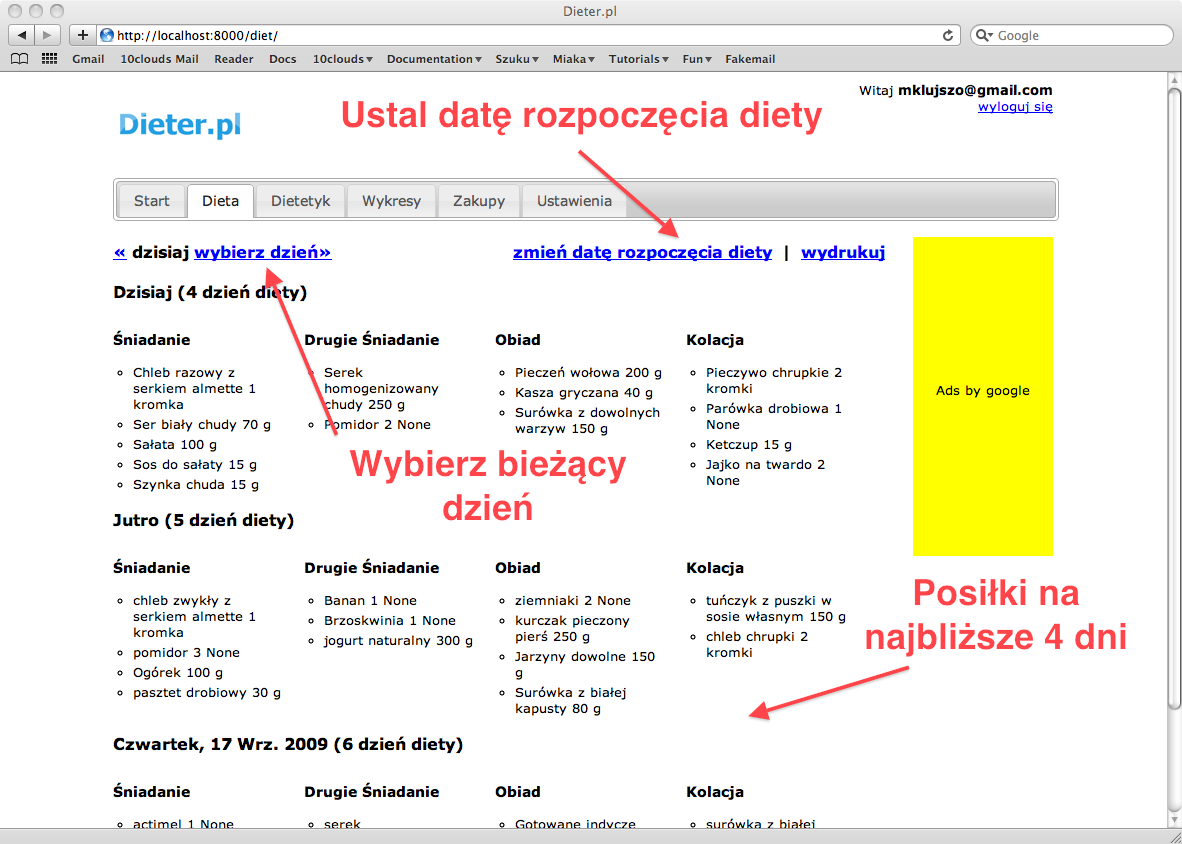 Dieter.pl
http://localhost:8000/diet/
Google
Gmail 10clouds Mail Reader Docs 10clouds▾ Documentation▾ Szuku▾ Miaka▾ Tutorials▾ Fun▾ Fakemail
Witaj mklujszo@gmail.com
wyloguj się
Dieter.pl
Ustal datę rozpoczęcia diety
Start Dieta Dietetyk Wykresy Zakupy Ustawienia
« dzisiaj wybierz dzień»
zmień datę rozpoczęcia diety | wydrukuj
Ads by google
Dzisiaj (4 dzień diety)
Śniadanie
Chleb razowy z
serkiem almette 1
kromka
Ser biały chudy 70 g
Sałata 100 g
Sos do sałaty 15 g
Szynka chuda 15 g
Drugie Śniadanie
Serek
homogenizowany
chudy 250 g
Pomidor 2 None
Obiad
Pieczeń wołowa 200 g
Kasza gryczana 40 g
Surówka z dowolnych
warzyw 150 g
Kolacja
Pieczywo chrupkie 2
kromki
Parówka drobiowa 1
None
Ketczup 15 g
Jajko na twardo 2
None
Wybierz bieżący
dzień
Jutro (5 dzień diety)
Śniadanie
chleb zwykły z
serkiem almette 1
kromka
pomidor 3 None
Ogórek 100 g
pasztet drobiowy 30 g
Drugie Śniadanie
Banan 1 None
Brzoskwinia 1 None
jogurt naturalny 300 g
Obiad
ziemniaki 2 None
kurczak pieczony
pierś 250 g
Jarzyny dowolne 150
g
Surówka z białej
kapusty 80 g
Kolacja
tuńczyk z puszki w
sosie własnym 150 g
chleb chrupki 2
kromki
Posiłki na
najbliższe 4 dni
Czwartek, 17 Wrz. 2009 (6 dzień diety)
Śniadanie
actimel 1 None
Drugie Śniadanie
serek
Obiad
Gotowane indycze
Kolacja
surówka z białej